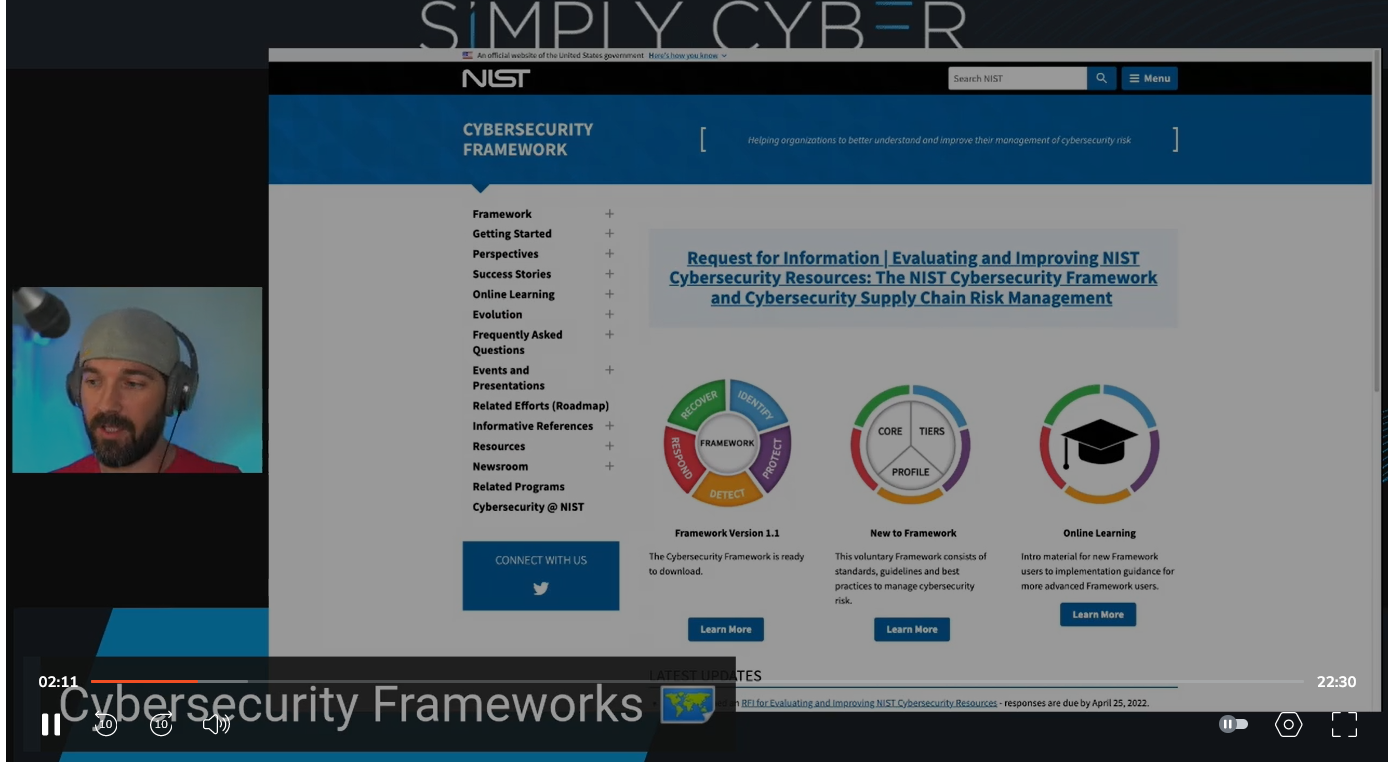 SiMPLY CYBER
An official website of the United States government Here's how you know
NIST
Search NIST
Menu
CYBERSECURITY
FRAMEWORK
[ Helping organizations to better understand and improve their management of cybersecurity risk ]
Framework
Getting Started
Perspectives
Success Stories
Online Learning
Evolution
Frequently Asked
Questions
Events and
Presentations
Related Efforts (Roadmap)
Informative References
Resources
Newsroom
Related Programs
Cybersecurity @ NIST
CONNECT WITH US
Request for Information | Evaluating and Improving NIST
Cybersecurity Resources: The NIST Cybersecurity Framework
and Cybersecurity Supply Chain Risk Management
RECOVER
IDENTIFY
PROTECT
DETECT
RESPOND
FRAMEWORK
CORE
TIERS
PROFILE
Framework Version 1.1
The Cybersecurity Framework is ready
to download.
Learn More
New to Framework
This voluntary Framework consists of
standards, guidelines and best
practices to manage cybersecurity
risk.
Learn More
Online Learning
Intro material for new Framework
users to implementation guidance for
more advanced Framework users.
Learn More
LATEST UPDATES
RFI for Evaluating and Improving NIST Cybersecurity Resources - responses are due by April 25, 2022.
02:11
22:30
Cybersecurity Frameworks
10
10